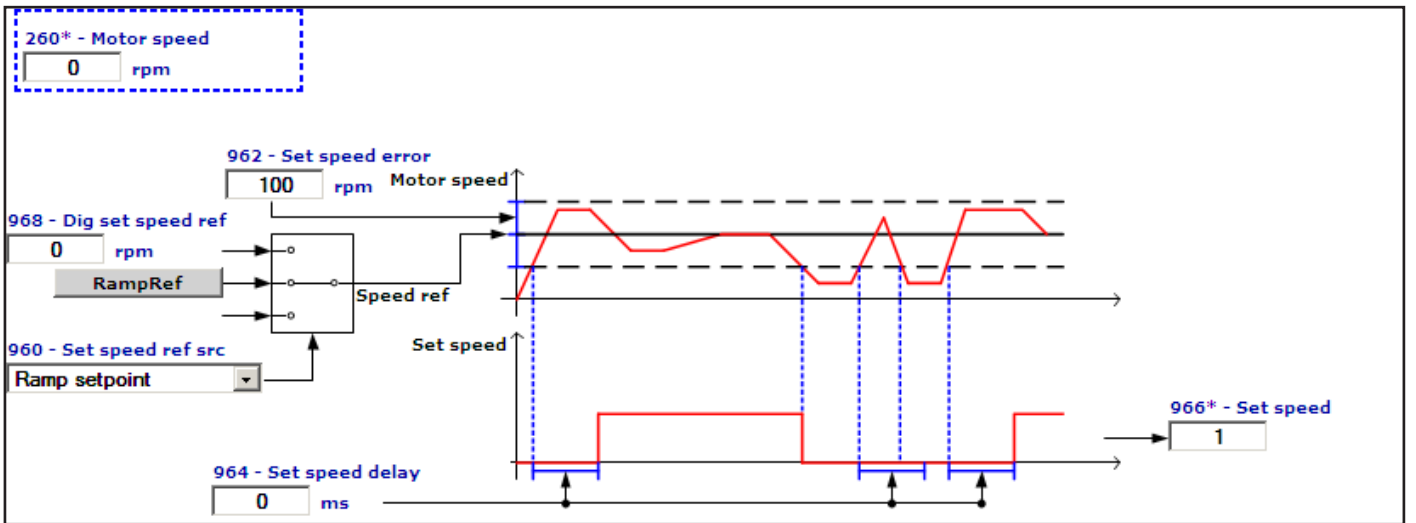 260* - Motor speed
0 rpm
962 - Set speed error
100 rpm
Motor speed
968 - Dig set speed ref
0 rpm
RampRef
Speed ref
960 - Set speed ref src
Ramp setpoint
Set speed
966* - Set speed
1
964 - Set speed delay
0 ms